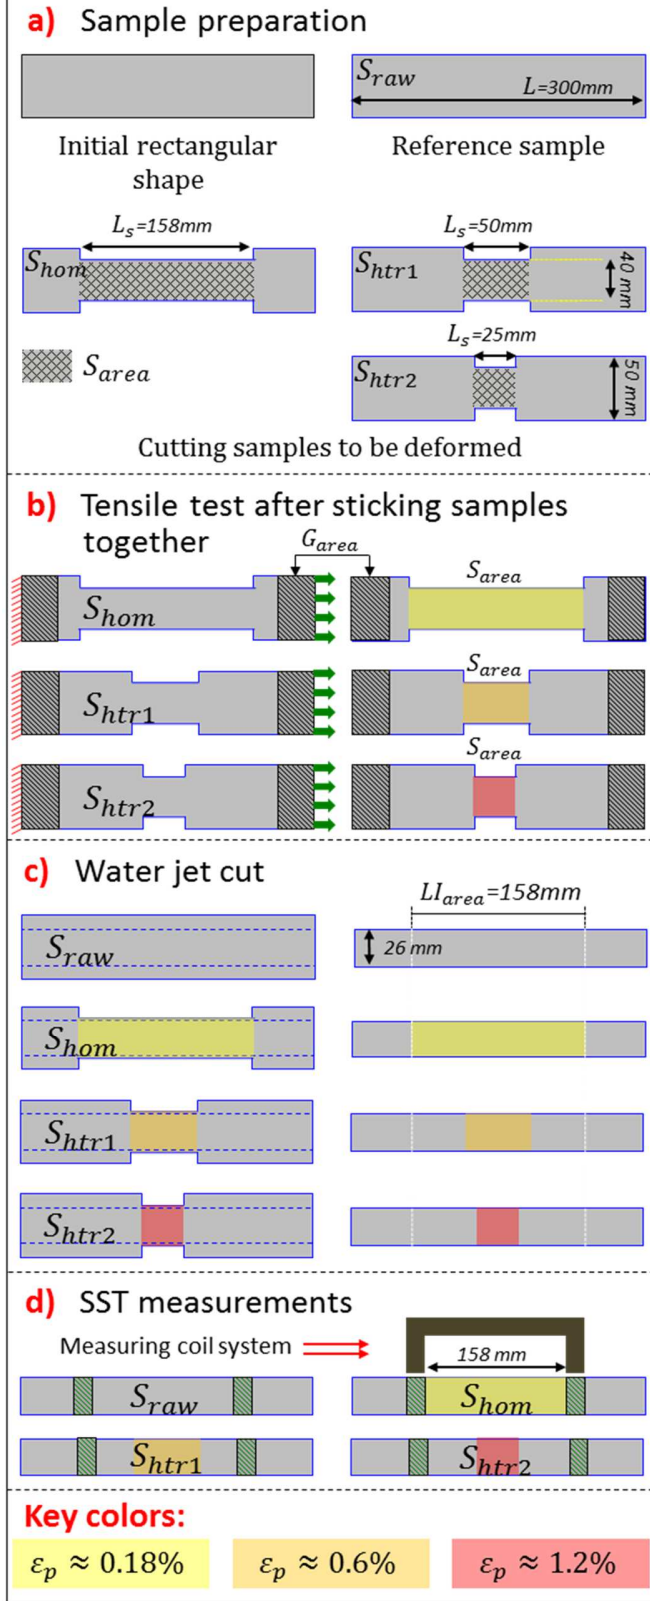 a) Sample preparation
S_raw
L=300mm
Initial rectangular
shape
Reference sample
L_s=158mm
L_s=50mm
S_hom
S_htr1
40 mm
L_s=25mm
S_area
S_htr2
50 mm
Cutting samples to be deformed
b) Tensile test after sticking samples
together
G_area
S_area
S_hom
S_area
S_htr1
S_area
S_htr2
c) Water jet cut
LI_area=158mm
S_raw
26 mm
S_hom
S_htr1
S_htr2
d) SST measurements
Measuring coil system
158 mm
S_raw
S_hom
S_htr1
S_htr2
Key colors:
ε_p ≈ 0.18%
ε_p ≈ 0.6%
ε_p ≈ 1.2%